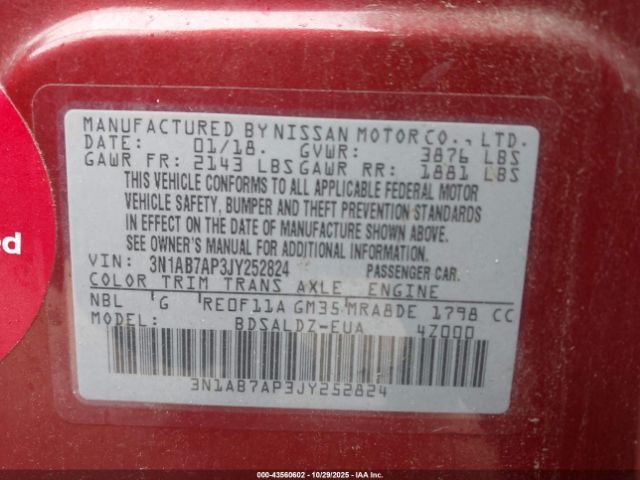 MANUFACTURED BY NISSAN MOTOR CO., LTD.
DATE: 01/18. GVWR: 3876 LBS
GAWR FR: 2143 LBS GAWR RR: 1881 LBS
THIS VEHICLE CONFORMS TO ALL APPLICABLE FEDERAL MOTOR
VEHICLE SAFETY, BUMPER AND THEFT PREVENTION STANDARDS
IN EFFECT ON THE DATE OF MANUFACTURE SHOWN ABOVE.
SEE OWNER'S MANUAL FOR ADDITIONAL INFORMATION.
VIN: 3N1AB7AP3JY252824 PASSENGER CAR.
COLOR TRIM TRANS AXLE ENGINE
NBL G RE0F11A GM35 MRA8DE 1798 CC
MODEL: BDSALDZ-EUA 4Z000
3N1AB7AP3JY252824
ed
000-43560602 10/29/2025 IAAI.com